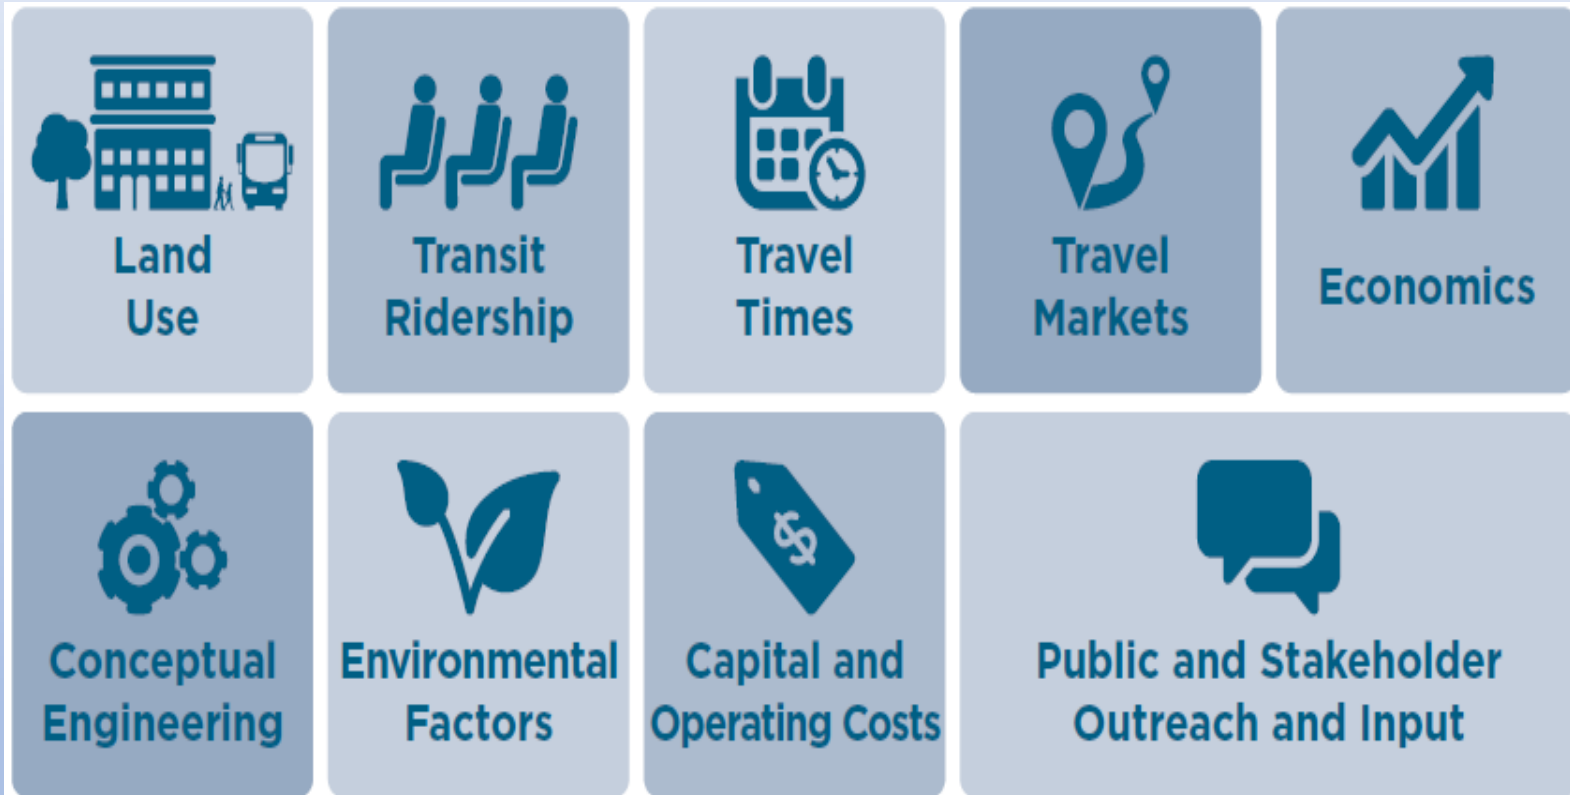 Land
Use
Transit
Ridership
Travel
Times
Travel
Markets
Economics
Conceptual
Engineering
Environmental
Factors
$
Capital and
Operating Costs
Public and Stakeholder
Outreach and Input